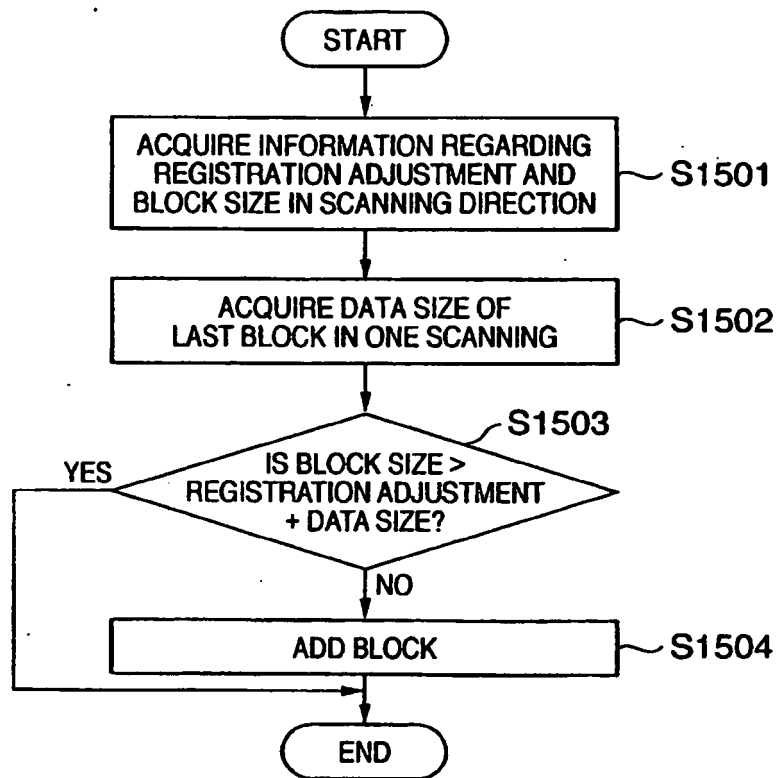 START
ACQUIRE INFORMATION REGARDING
REGISTRATION ADJUSTMENT AND
BLOCK SIZE IN SCANNING DIRECTION
S1501
ACQUIRE DATA SIZE OF
LAST BLOCK IN ONE SCANNING
S1502
S1503
YES
IS BLOCK SIZE >
REGISTRATION ADJUSTMENT
+ DATA SIZE?
NO
ADD BLOCK
S1504
END